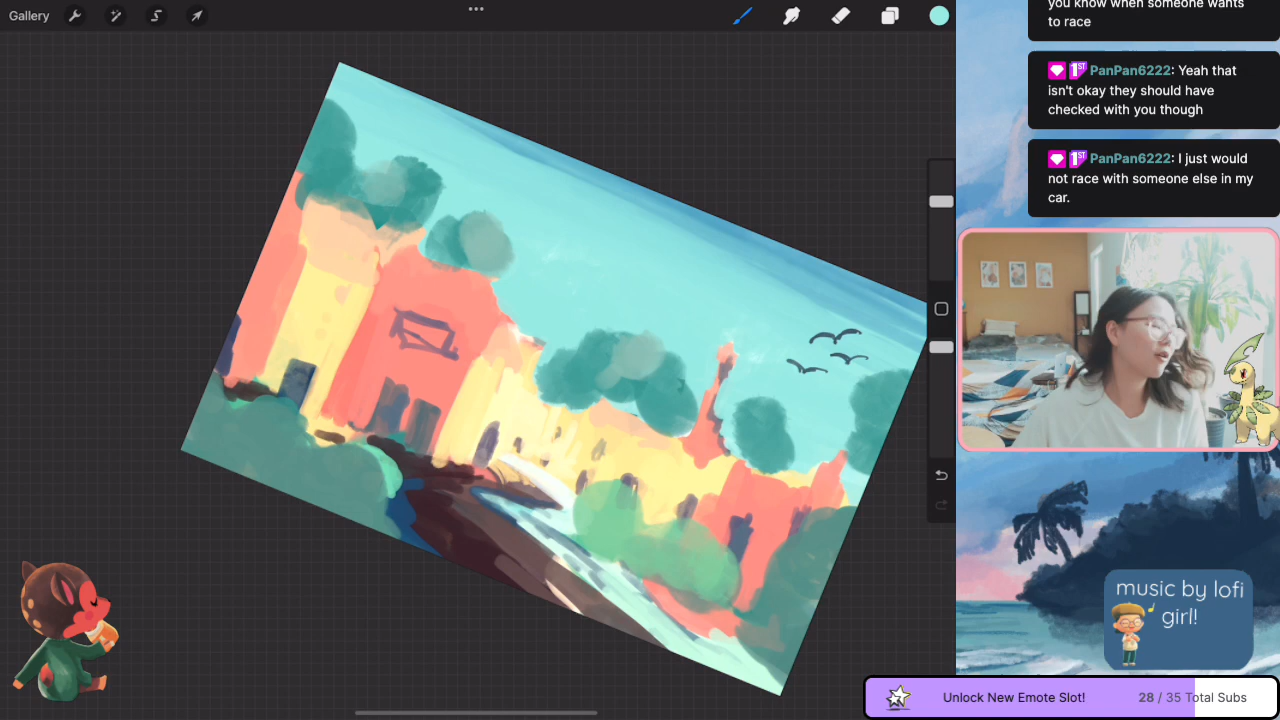 Gallery
you know when someone wants
to race
1ST PanPan6222: Yeah that
isn't okay they should have
checked with you though
1ST PanPan6222: I just would
not race with someone else in my
car.
music by lofi
girl!
Unlock New Emote Slot! 28 / 35 Total Subs